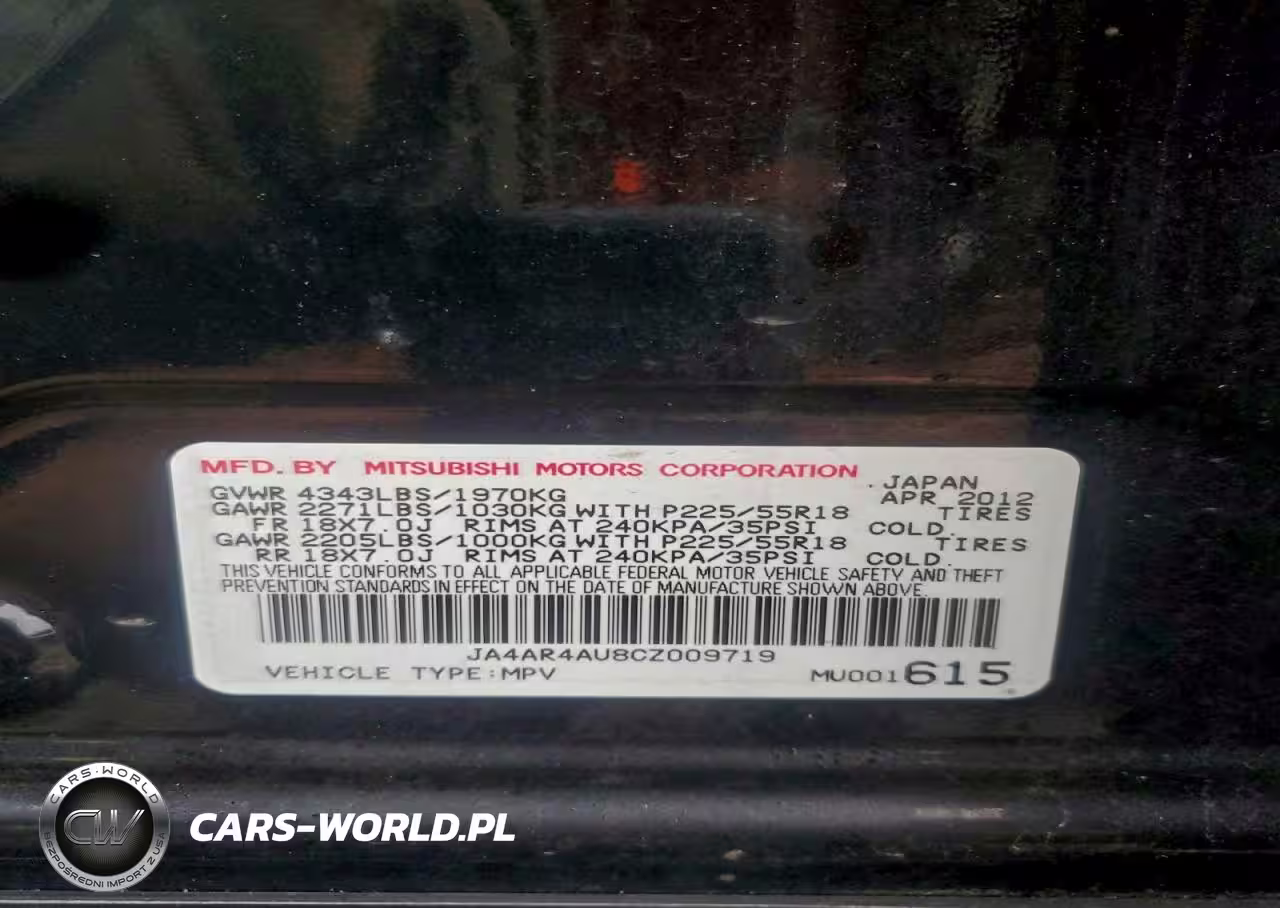 MFD. BY MITSUBISHI MOTORS CORPORATION . JAPAN
GVWR 4343LBS/1970KG APR 2012
GAWR 2271LBS/1030KG WITH P225/55R18 TIRES
FR 18X7.0J RIMS AT 240KPA/35PSI COLD.
GAWR 2205LBS/1000KG WITH P225/55R18 TIRES
RR 18X7.0J RIMS AT 240KPA/35PSI COLD.
THIS VEHICLE CONFORMS TO ALL APPLICABLE FEDERAL MOTOR VEHICLE SAFETY AND THEFT
PREVENTION STANDARDS IN EFFECT ON THE DATE OF MANUFACTURE SHOWN ABOVE.
JA4AR4AU8CZ009719
VEHICLE TYPE:MPV MU001615
CARS·WORLD
CW
BEZPOŚREDNI IMPORT Z USA
CARS-WORLD.PL